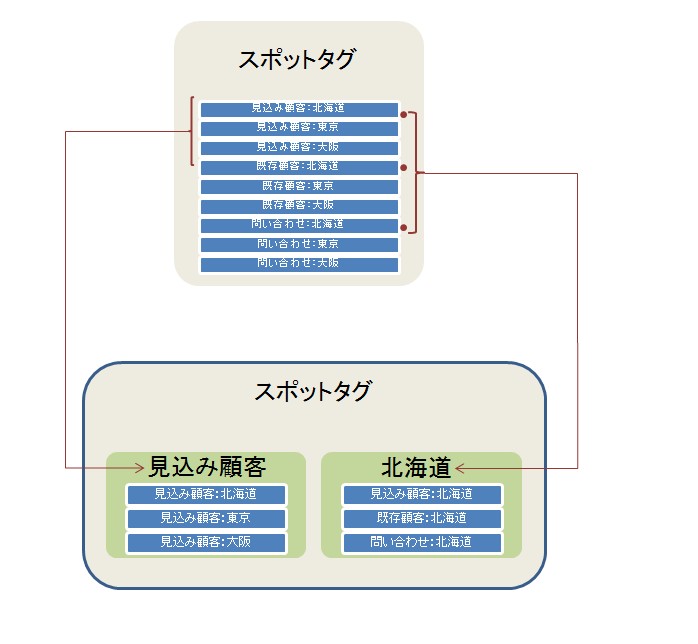 スポットタグ
見込み顧客:北海道
見込み顧客:東京
見込み顧客:大阪
既存顧客:北海道
既存顧客:東京
既存顧客:大阪
問い合わせ:北海道
問い合わせ:東京
問い合わせ:大阪
スポットタグ
見込み顧客
見込み顧客:北海道
見込み顧客:東京
見込み顧客:大阪
北海道
見込み顧客:北海道
既存顧客:北海道
問い合わせ:北海道